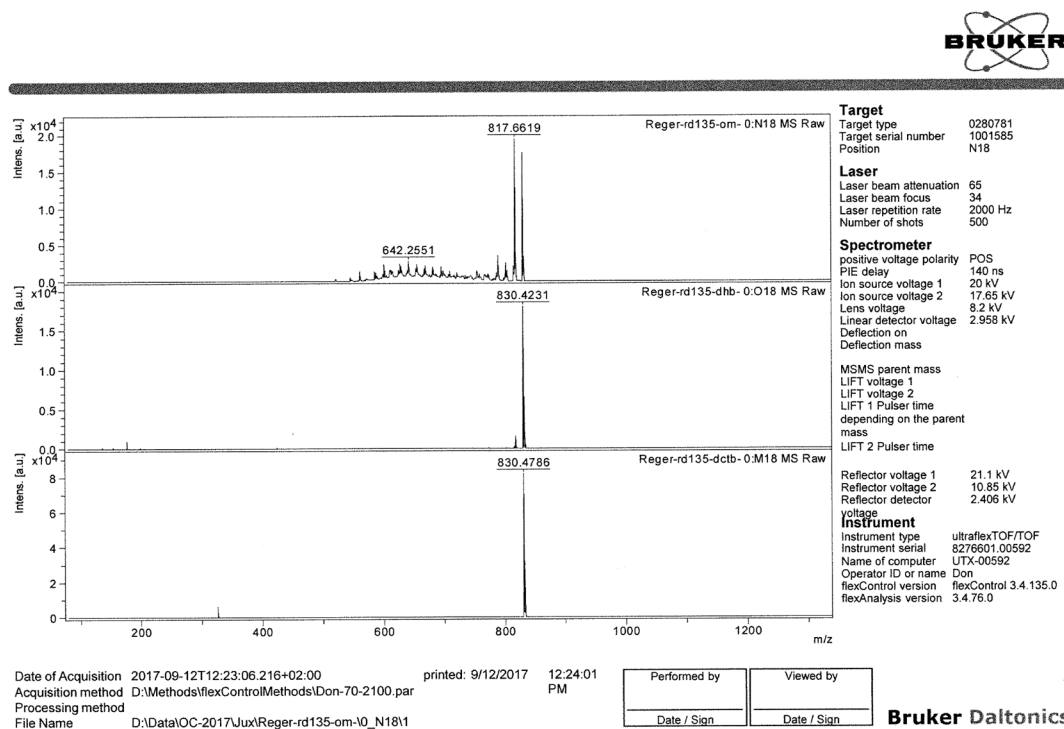 BRUKER
Intens. [a.u.]
x10⁴
2.0
1.5
1.0
0.5
0.0
817.6619
642.2551
Reger-rd135-om- 0:N18 MS Raw
Intens. [a.u.]
x10⁴
1.5
1.0
0.5
0.0
830.4231
Reger-rd135-dhb- 0:O18 MS Raw
Intens. [a.u.]
x10⁴
8
6
4
2
0
830.4786
Reger-rd135-dctb- 0:M18 MS Raw
200 400 600 800 1000 1200
m/z
Target
Target type 0280781
Target serial number 1001585
Position N18
Laser
Laser beam attenuation 65
Laser beam focus 34
Laser repetition rate 2000 Hz
Number of shots 500
Spectrometer
positive voltage polarity POS
PIE delay 140 ns
Ion source voltage 1 20 kV
Ion source voltage 2 17.65 kV
Lens voltage 8.2 kV
Linear detector voltage 2.958 kV
Deflection on
Deflection mass
MSMS parent mass
LIFT voltage 1
LIFT voltage 2
LIFT 1 Pulser time
depending on the parent
mass
LIFT 2 Pulser time
Reflector voltage 1 21.1 kV
Reflector voltage 2 10.85 kV
Reflector detector 2.406 kV
voltage
Instrument
Instrument type ultraflexTOF/TOF
Instrument serial 8276601.00592
Name of computer UTX-00592
Operator ID or name Don
flexControl version flexControl 3.4.135.0
flexAnalysis version 3.4.76.0
Date of Acquisition 2017-09-12T12:23:06.216+02:00 printed: 9/12/2017 12:24:01
PM
Acquisition method D:\Methods\flexControlMethods\Don-70-2100.par
Processing method
File Name D:\Data\OC-2017\Jux\Reger-rd135-om-\0_N18\1
Performed by
Date / Sign
Viewed by
Date / Sign
Bruker Daltonics